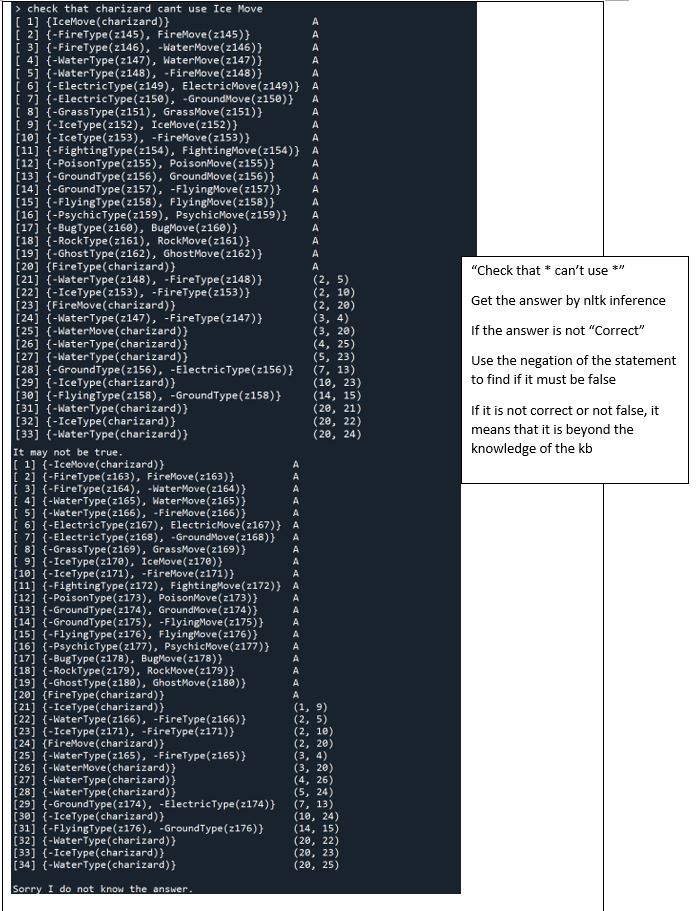 > check that charizard cant use Ice Move
[ 1] {IceMove(charizard)} A
[ 2] {-FireType(z145), FireMove(z145)} A
[ 3] {-FireType(z146), -WaterMove(z146)} A
[ 4] {-WaterType(z147), WaterMove(z147)} A
[ 5] {-WaterType(z148), -FireMove(z148)} A
[ 6] {-ElectricType(z149), ElectricMove(z149)} A
[ 7] {-ElectricType(z150), -GroundMove(z150)} A
[ 8] {-GrassType(z151), GrassMove(z151)} A
[ 9] {-IceType(z152), IceMove(z152)} A
[10] {-IceType(z153), -FireMove(z153)} A
[11] {-FightingType(z154), FightingMove(z154)} A
[12] {-PoisonType(z155), PoisonMove(z155)} A
[13] {-GroundType(z156), GroundMove(z156)} A
[14] {-GroundType(z157), -FlyingMove(z157)} A
[15] {-FlyingType(z158), FlyingMove(z158)} A
[16] {-PsychicType(z159), PsychicMove(z159)} A
[17] {-BugType(z160), BugMove(z160)} A
[18] {-RockType(z161), RockMove(z161)} A
[19] {-GhostType(z162), GhostMove(z162)} A
[20] {FireType(charizard)} A
[21] {-WaterType(z148), -FireType(z148)} (2, 5)
[22] {-IceType(z153), -FireType(z153)} (2, 10)
[23] {FireMove(charizard)} (2, 20)
[24] {-WaterType(z147), -FireType(z147)} (3, 4)
[25] {-WaterMove(charizard)} (3, 20)
[26] {-WaterType(charizard)} (4, 25)
[27] {-WaterType(charizard)} (5, 23)
[28] {-GroundType(z156), -ElectricType(z156)} (7, 13)
[29] {-IceType(charizard)} (10, 23)
[30] {-FlyingType(z158), -GroundType(z158)} (14, 15)
[31] {-WaterType(charizard)} (20, 21)
[32] {-IceType(charizard)} (20, 22)
[33] {-WaterType(charizard)} (20, 24)
It may not be true.
[ 1] {-IceMove(charizard)} A
[ 2] {-FireType(z163), FireMove(z163)} A
[ 3] {-FireType(z164), -WaterMove(z164)} A
[ 4] {-WaterType(z165), WaterMove(z165)} A
[ 5] {-WaterType(z166), -FireMove(z166)} A
[ 6] {-ElectricType(z167), ElectricMove(z167)} A
[ 7] {-ElectricType(z168), -GroundMove(z168)} A
[ 8] {-GrassType(z169), GrassMove(z169)} A
[ 9] {-IceType(z170), IceMove(z170)} A
[10] {-IceType(z171), -FireMove(z171)} A
[11] {-FightingType(z172), FightingMove(z172)} A
[12] {-PoisonType(z173), PoisonMove(z173)} A
[13] {-GroundType(z174), GroundMove(z174)} A
[14] {-GroundType(z175), -FlyingMove(z175)} A
[15] {-FlyingType(z176), FlyingMove(z176)} A
[16] {-PsychicType(z177), PsychicMove(z177)} A
[17] {-BugType(z178), BugMove(z178)} A
[18] {-RockType(z179), RockMove(z179)} A
[19] {-GhostType(z180), GhostMove(z180)} A
[20] {FireType(charizard)} A
[21] {-IceType(charizard)} (1, 9)
[22] {-WaterType(z166), -FireType(z166)} (2, 5)
[23] {-IceType(z171), -FireType(z171)} (2, 10)
[24] {FireMove(charizard)} (2, 20)
[25] {-WaterType(z165), -FireType(z165)} (3, 4)
[26] {-WaterMove(charizard)} (3, 20)
[27] {-WaterType(charizard)} (4, 26)
[28] {-WaterType(charizard)} (5, 24)
[29] {-GroundType(z174), -ElectricType(z174)} (7, 13)
[30] {-IceType(charizard)} (10, 24)
[31] {-FlyingType(z176), -GroundType(z176)} (14, 15)
[32] {-WaterType(charizard)} (20, 22)
[33] {-IceType(charizard)} (20, 23)
[34] {-WaterType(charizard)} (20, 25)
Sorry I do not know the answer.
“Check that * can’t use *”
Get the answer by nltk inference
If the answer is not “Correct”
Use the negation of the statement
to find if it must be false
If it is not correct or not false, it
means that it is beyond the
knowledge of the kb